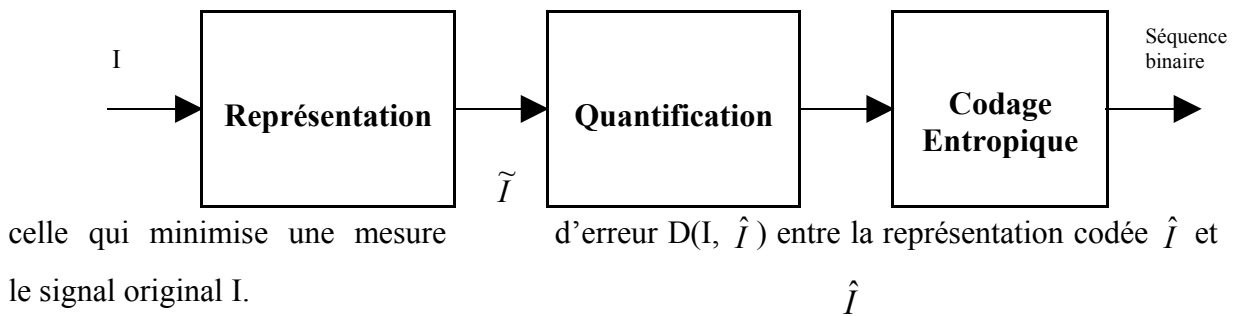 I
Représentation
Ĩ
Quantification
Codage
Entropique
Séquence
binaire
celle qui minimise une mesure d’erreur D(I, Î ) entre la représentation codée Î et
le signal original I.
Î